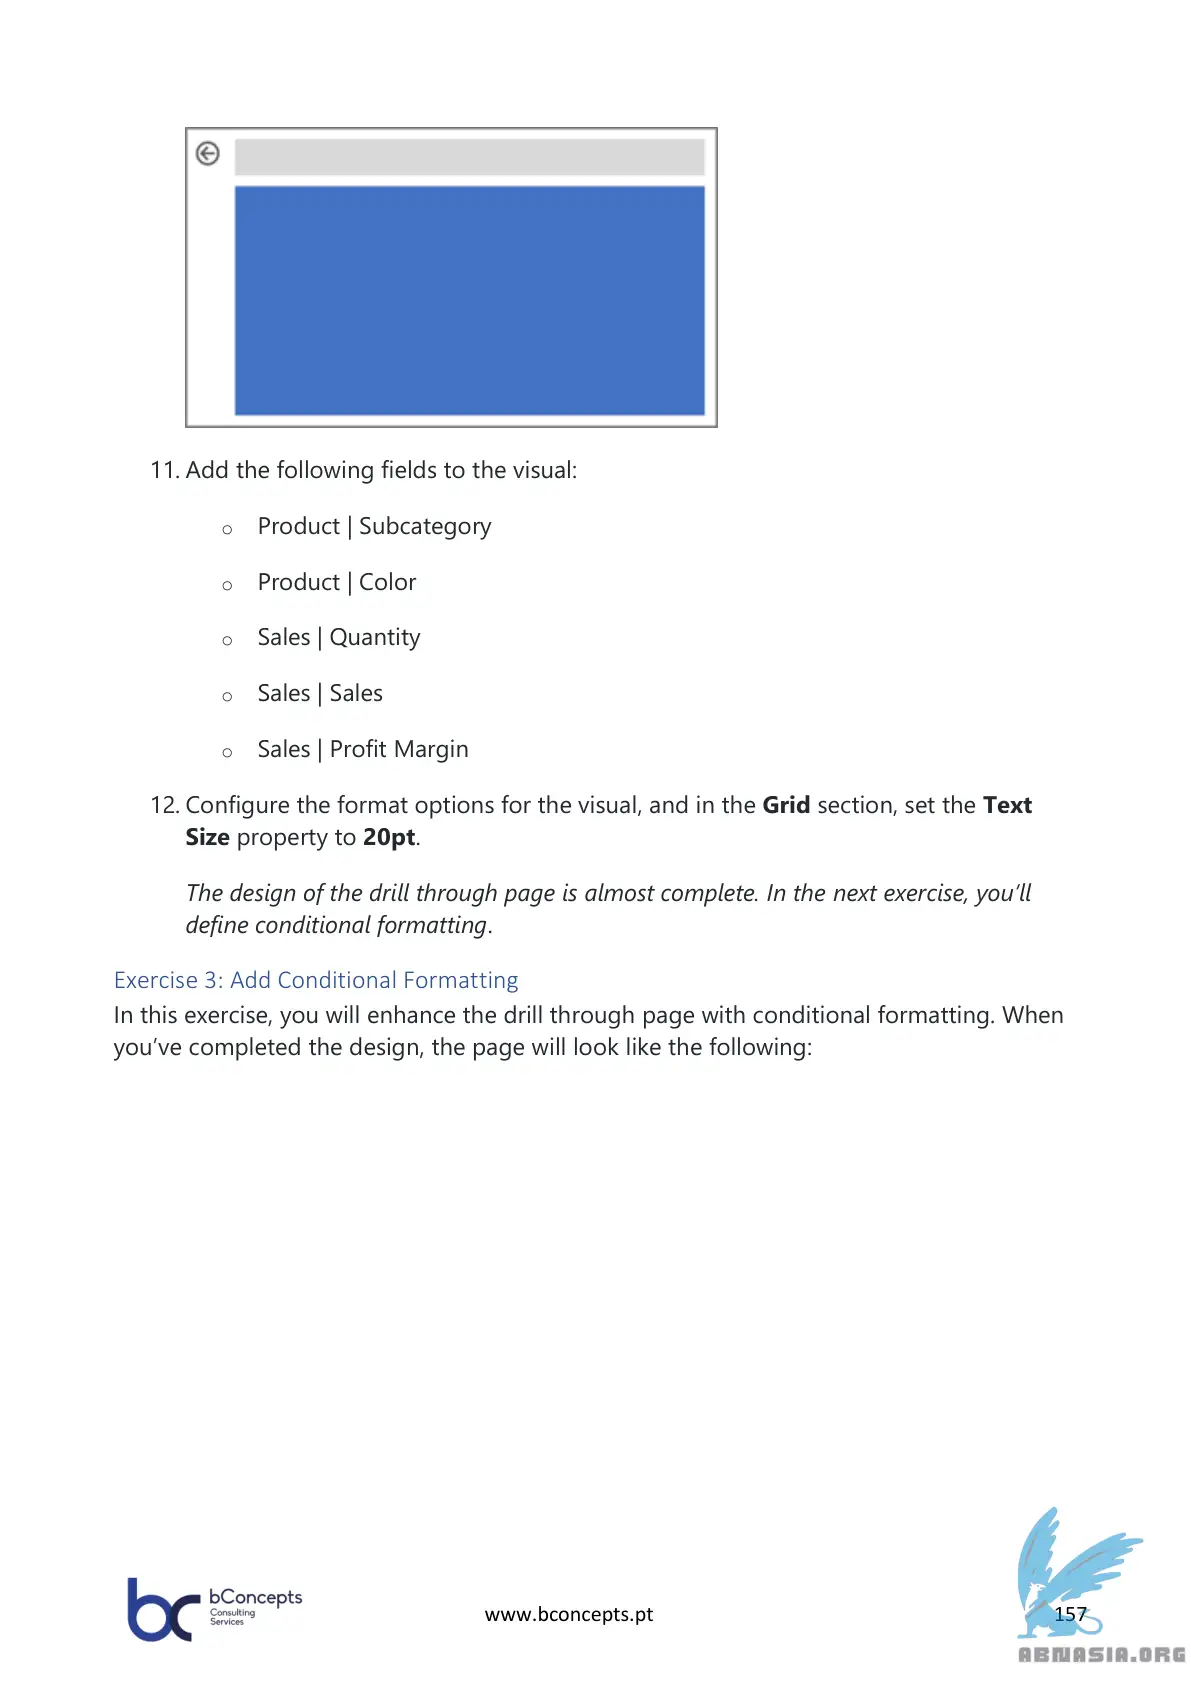 11. Add the following fields to the visual:
o Product | Subcategory
o Product | Color
o Sales | Quantity
o Sales | Sales
o Sales | Profit Margin
12. Configure the format options for the visual, and in the Grid section, set the Text
Size property to 20pt.
The design of the drill through page is almost complete. In the next exercise, you’ll
define conditional formatting.
Exercise 3: Add Conditional Formatting
In this exercise, you will enhance the drill through page with conditional formatting. When
you’ve completed the design, the page will look like the following:
bc bConcepts
Consulting
Services
www.bconcepts.pt
157
ABNASIA.ORG